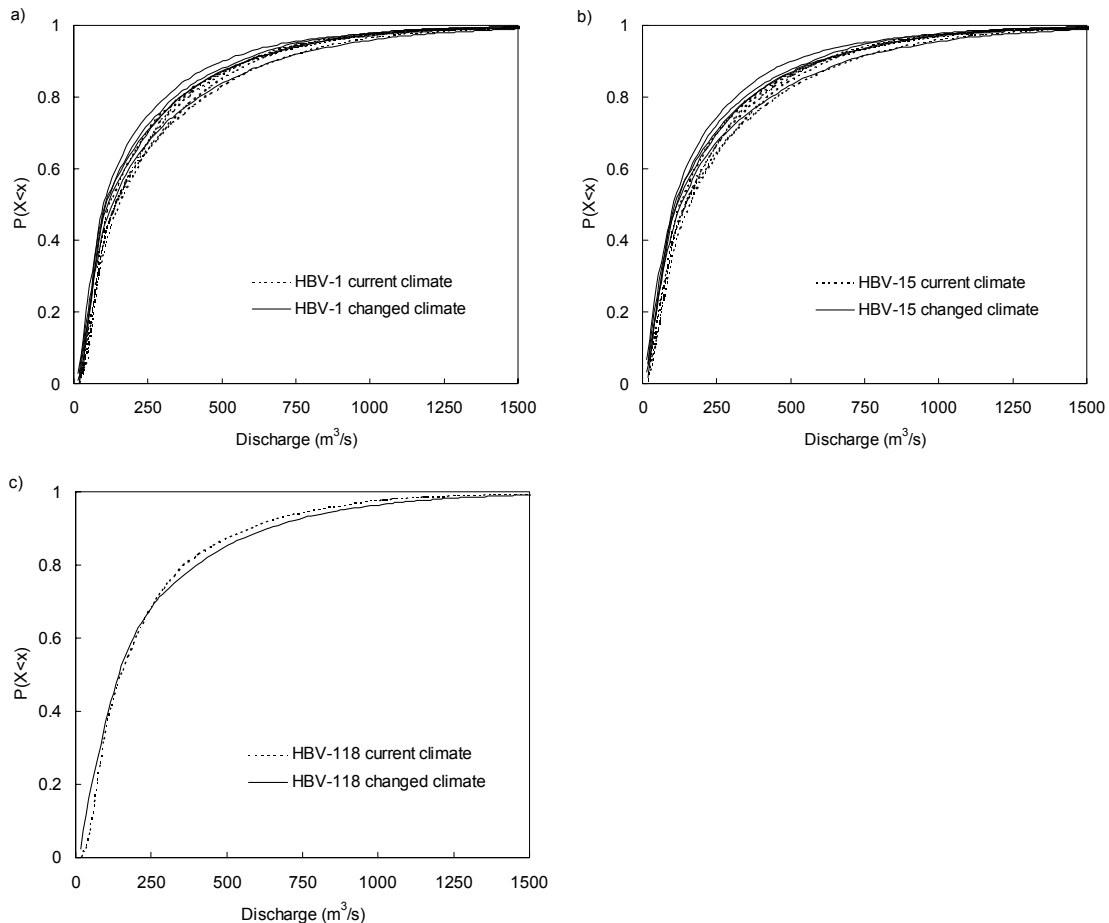 a)
1
0.8
0.6
0.4
0.2
0
P(X<x)
HBV-1 current climate
HBV-1 changed climate
0 250 500 750 1000 1250 1500
Discharge (m³/s)
b)
1
0.8
0.6
0.4
0.2
0
P(X<x)
HBV-15 current climate
HBV-15 changed climate
0 250 500 750 1000 1250 1500
Discharge (m³/s)
c)
1
0.8
0.6
0.4
0.2
0
P(X<x)
HBV-118 current climate
HBV-118 changed climate
0 250 500 750 1000 1250 1500
Discharge (m³/s)